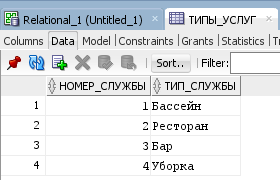 Relational_1 (Untitled_1) ТИПЫ_УСЛУГ
Columns Data Model Constraints Grants Statistics
Sort.. Filter:
НОМЕР_СЛУЖБЫ ТИП_СЛУЖБЫ
1 1 Бассейн
2 2 Ресторан
3 3 Бар
4 4 Уборка